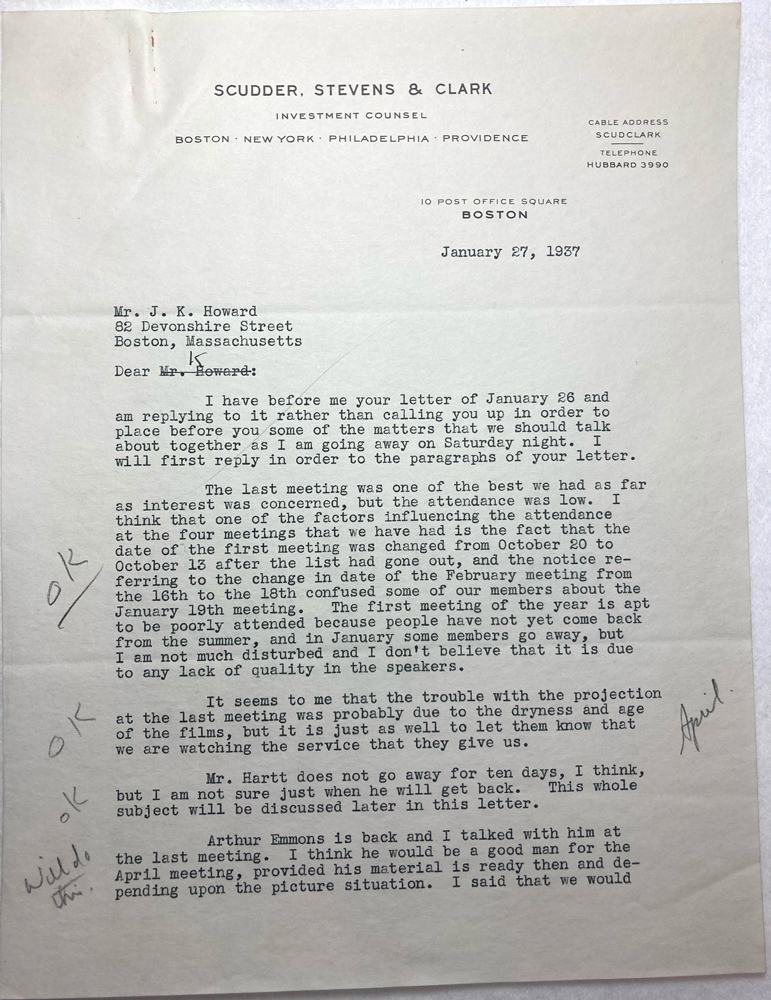 SCUDDER, STEVENS & CLARK
INVESTMENT COUNSEL
BOSTON · NEW YORK · PHILADELPHIA · PROVIDENCE
CABLE ADDRESS
SCUDCLARK
TELEPHONE
HUBBARD 3990
10 POST OFFICE SQUARE
BOSTON
January 27, 1937
Mr. J. K. Howard
82 Devonshire Street
Boston, Massachusetts
K
Dear Mr. Howard:
I have before me your letter of January 26 and
am replying to it rather than calling you up in order to
place before you some of the matters that we should talk
about together as I am going away on Saturday night. I
will first reply in order to the paragraphs of your letter.
The last meeting was one of the best we had as far
as interest was concerned, but the attendance was low. I
think that one of the factors influencing the attendance
at the four meetings that we have had is the fact that the
date of the first meeting was changed from October 20 to
October 13 after the list had gone out, and the notice re-
ferring to the change in date of the February meeting from
the 16th to the 18th confused some of our members about the
January 19th meeting. The first meeting of the year is apt
to be poorly attended because people have not yet come back
from the summer, and in January some members go away, but
I am not much disturbed and I don't believe that it is due
to any lack of quality in the speakers.
OK
It seems to me that the trouble with the projection
at the last meeting was probably due to the dryness and age
of the films, but it is just as well to let them know that
we are watching the service that they give us.
OK
April.
Mr. Hartt does not go away for ten days, I think,
but I am not sure just when he will get back. This whole
subject will be discussed later in this letter.
OK
Arthur Emmons is back and I talked with him at
the last meeting. I think he would be a good man for the
April meeting, provided his material is ready then and de-
pending upon the picture situation. I said that we would
Will do
this.